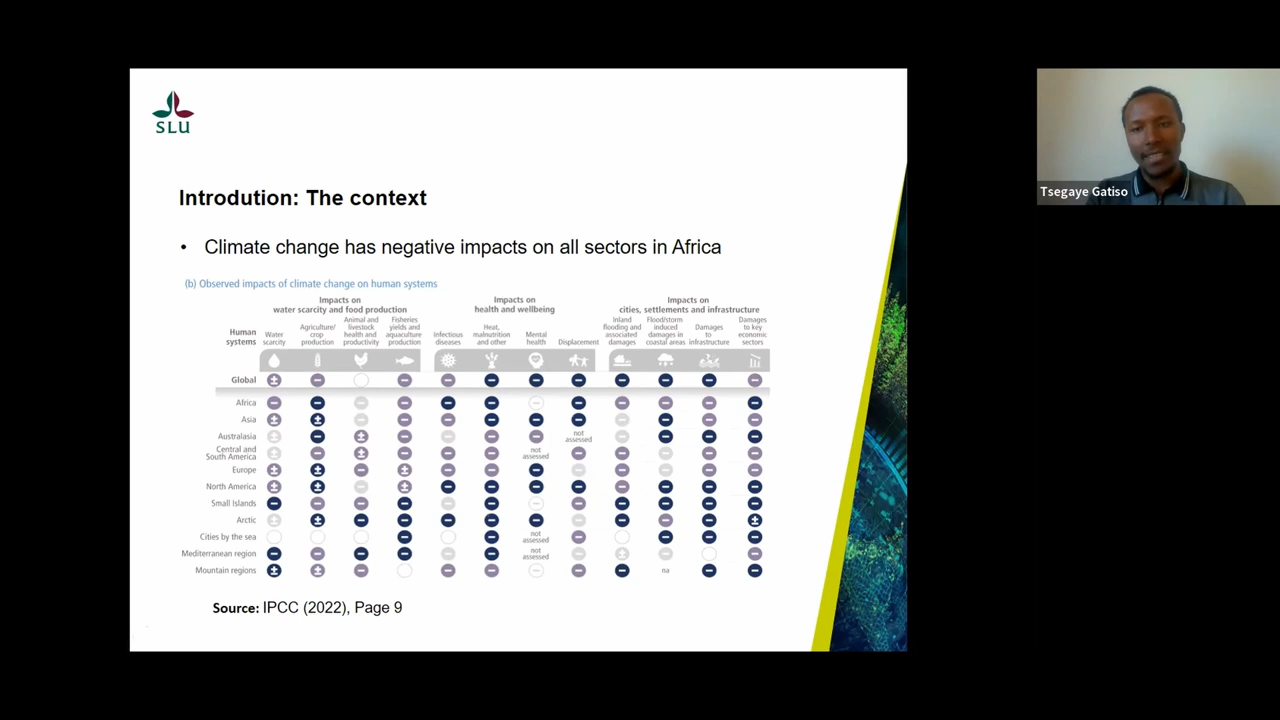 SLU
Introdution: The context
• Climate change has negative impacts on all sectors in Africa
(b) Observed impacts of climate change on human systems
Impacts on
water scarcity and food production
Impacts on
health and wellbeing
Impacts on
cities, settlements and infrastructure
Human
systems
Water
scarcity
Agriculture/
crop
production
Animal and
livestock
health and
productivity
Fisheries
yields and
aquaculture
production
Infectious
diseases
Heat,
malnutrition
and other
Mental
health
Displacement
Inland
flooding and
associated
damages
Flood/storm
induced
damages in
coastal areas
Damages
to
infrastructure
Damages
to key
economic
sectors
Global
Africa
Asia
Australasia
not
assessed
Central and
South America
not
assessed
Europe
North America
Small Islands
Arctic
Cities by the sea
not
assessed
Mediterranean region
not
assessed
Mountain regions
na
Source: IPCC (2022), Page 9
Tsegaye Gatiso